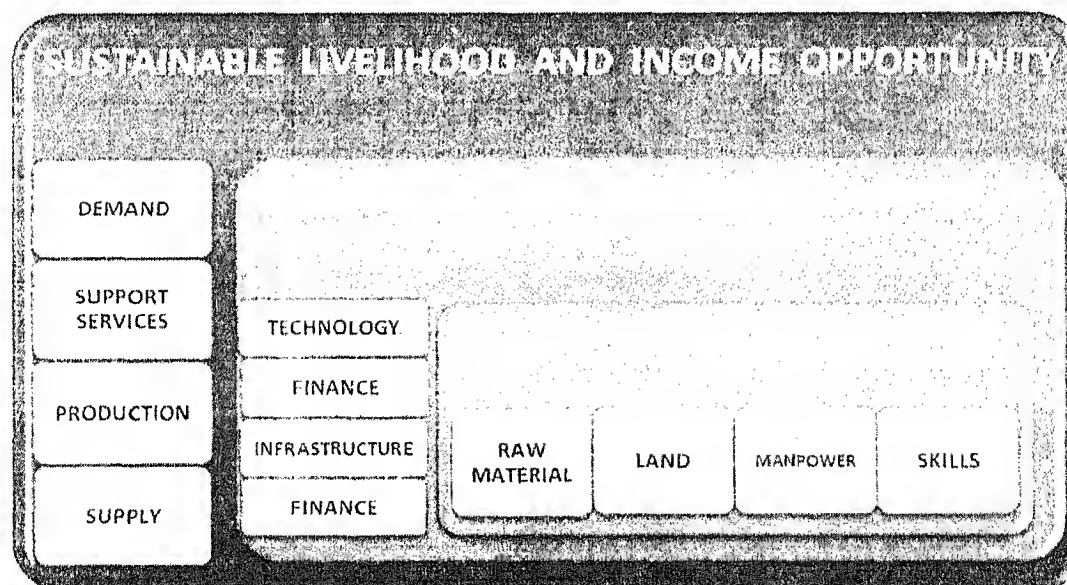 SUSTAINABLE LIVELIHOOD AND INCOME OPPORTUNITY
DEMAND
SUPPORT
SERVICES
PRODUCTION
SUPPLY
TECHNOLOGY
FINANCE
INFRASTRUCTURE
FINANCE
RAW
MATERIAL
LAND
MANPOWER
SKILLS